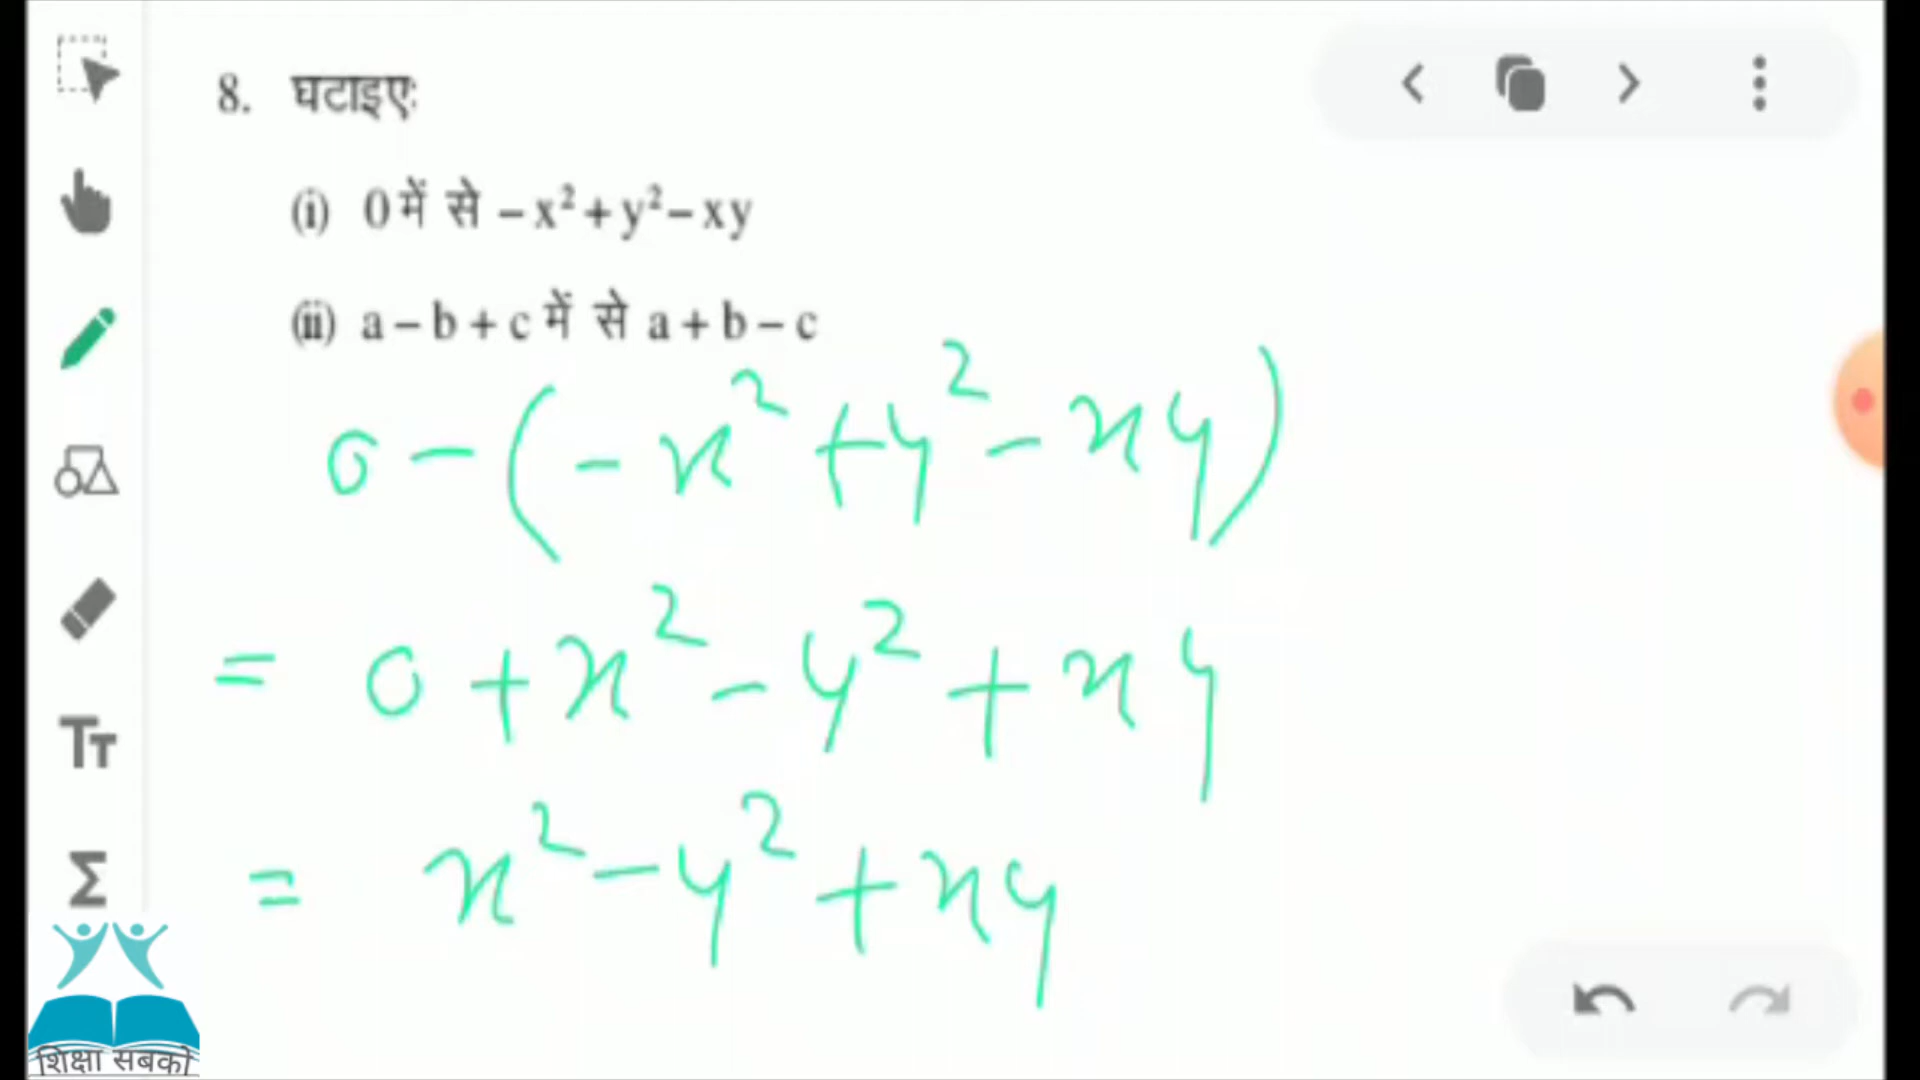 8. घटाइएः
(i) 0 में से – x² + y² – xy
(ii) a – b + c में से a + b – c
0 - (-x² + y² - xy)
= 0 + x² - y² + xy
= x² - y² + xy
Tт
Σ
शिक्षा सबको